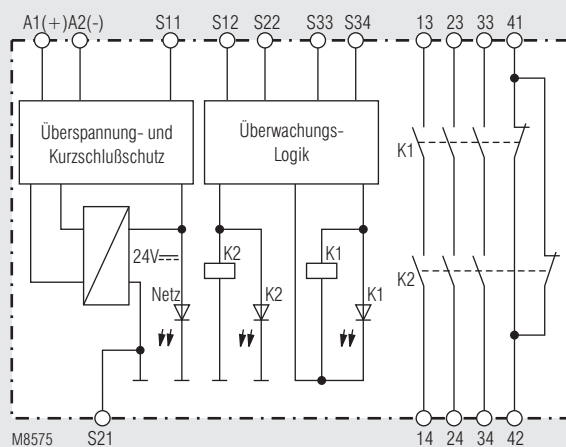 A1(+) A2(-) S11 S12 S22 S33 S34 13 23 33 41
Überspannung- und
Kurzschlußschutz
Überwachungs-
Logik
K1
24V
K2
K1
K2
Netz
K2
K1
M8575
S21
14 24 34 42